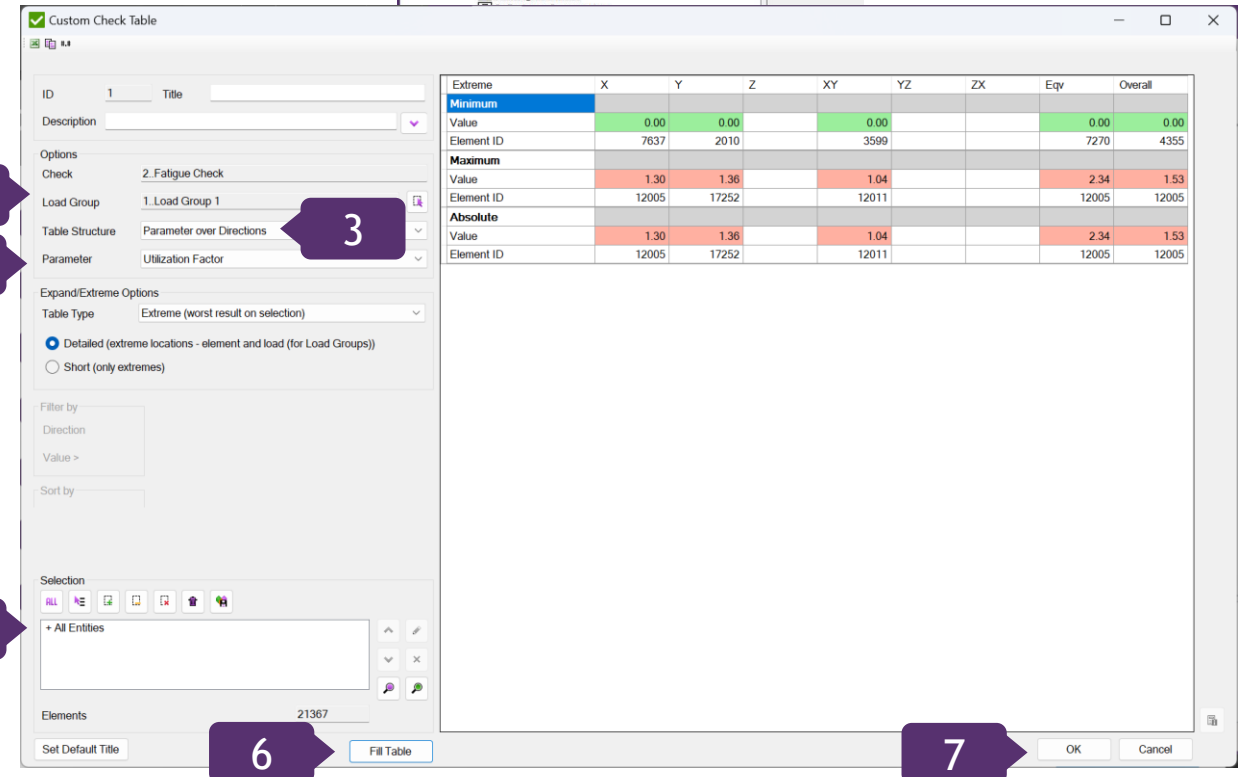 Custom Check Table
ID 1 Title
Description
Options
Check 2..Fatigue Check
Load Group 1..Load Group 1
Table Structure Parameter over Directions
3
Parameter Utilization Factor
Expand/Extreme Options
Table Type Extreme (worst result on selection)
Detailed (extreme locations - element and load (for Load Groups))
Short (only extremes)
Filter by
Direction
Value >
Sort by
Selection
ALL
+ All Entities
Elements 21367
Set Default Title
6
Fill Table
Extreme X Y Z XY YZ ZX Eqv Overall
Minimum
Value 0.00 0.00 0.00 0.00 0.00
Element ID 7637 2010 3599 7270 4355
Maximum
Value 1.30 1.36 1.04 2.34 1.53
Element ID 12005 17252 12011 12005 12005
Absolute
Value 1.30 1.36 1.04 2.34 1.53
Element ID 12005 17252 12011 12005 12005
7
OK Cancel